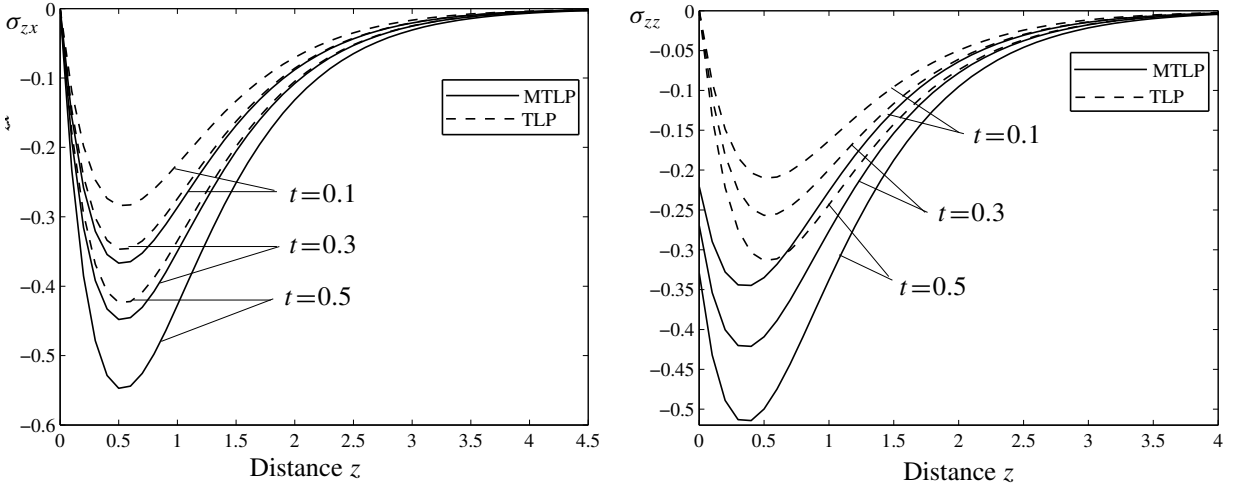 σzx
0
−0.1
−0.2
−0.3
−0.4
−0.5
−0.6
0 0.5 1 1.5 2 2.5 3 3.5 4 4.5
Distance z
MTLP
TLP
t=0.1
t=0.3
t=0.5
σzz
0
−0.05
−0.1
−0.15
−0.2
−0.25
−0.3
−0.35
−0.4
−0.45
−0.5
0 0.5 1 1.5 2 2.5 3 3.5 4
Distance z
MTLP
TLP
t=0.1
t=0.3
t=0.5